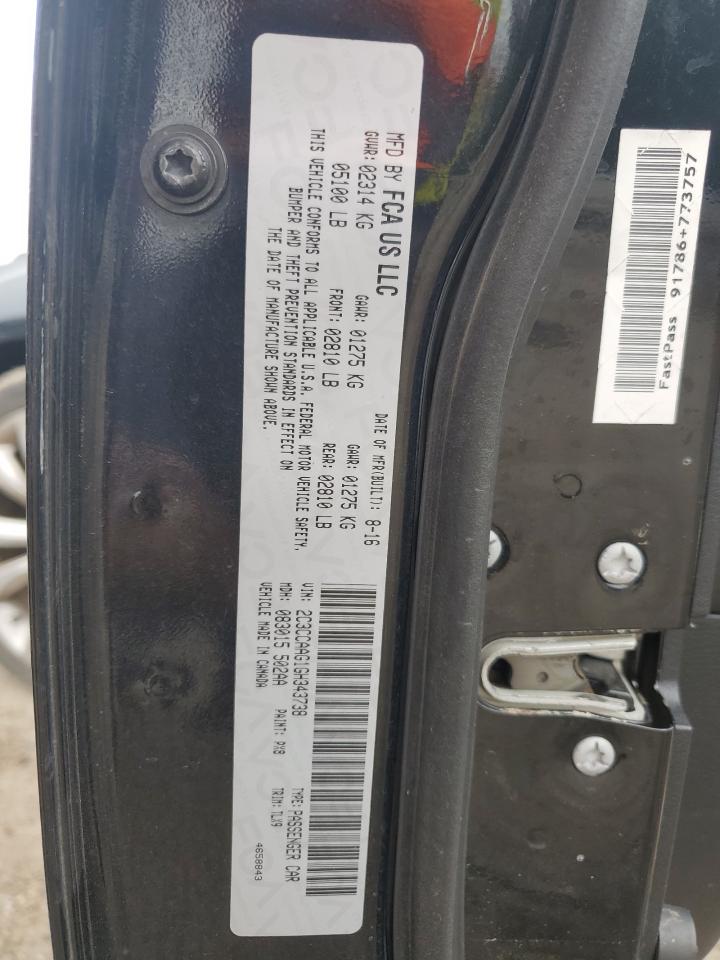 MFD BY FCA US LLC
DATE OF MFR(BUILT): 8-16
GVWR: 02314 KG
GAWR: 01275 KG
GAWR: 01275 KG
05100 LB
FRONT: 02810 LB
REAR: 02810 LB
THIS VEHICLE CONFORMS TO ALL APPLICABLE U.S.A. FEDERAL MOTOR VEHICLE SAFETY,
BUMPER AND THEFT PREVENTION STANDARDS IN EFFECT ON
THE DATE OF MANUFACTURE SHOWN ABOVE.
VIN: 2C3CCAAG1GH343738
TYPE: PASSENGER CAR
MDH: 083015 502AA
PAINT: PX8
TRIM: TLX9
VEHICLE MADE IN CANADA
4658843
FastPass 91786+773757